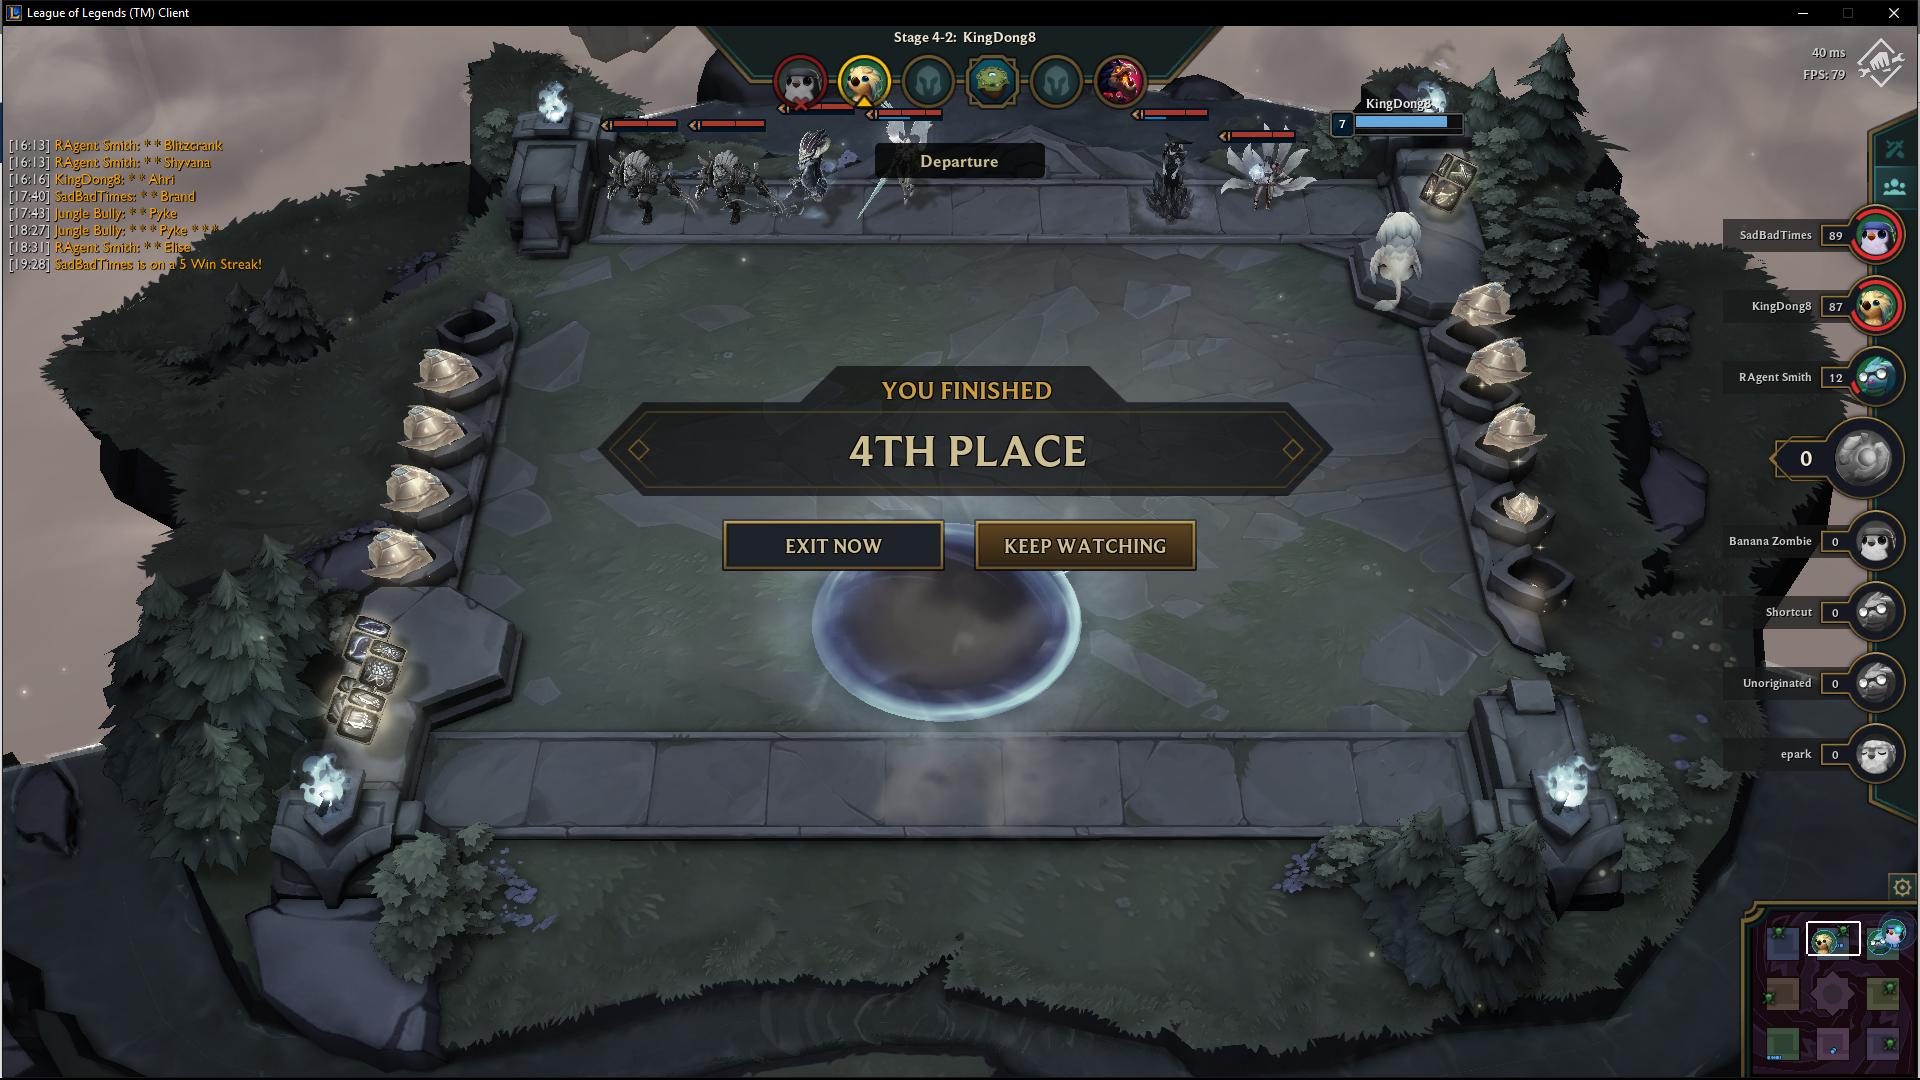 League of Legends (TM) Client
Stage 4-2: KingDong8
40 ms
FPS: 79
KingDong8
7
Departure
[16:13] RAgent Smith: * * Blitzcrank
[16:13] RAgent Smith: * * Shyvana
[16:16] KingDong8: * * Ahri
[17:40] SadBadTimes: * * Brand
[17:43] Jungle Bully: * * Pyke
[18:27] Jungle Bully: * * * Pyke * * *
[18:31] RAgent Smith: * * Elise
[19:28] SadBadTimes is on a 5 Win Streak!
SadBadTimes 89
KingDong8 87
RAgent Smith 12
YOU FINISHED
4TH PLACE
0
EXIT NOW
KEEP WATCHING
Banana Zombie 0
Shortcut 0
Unoriginated 0
epark 0